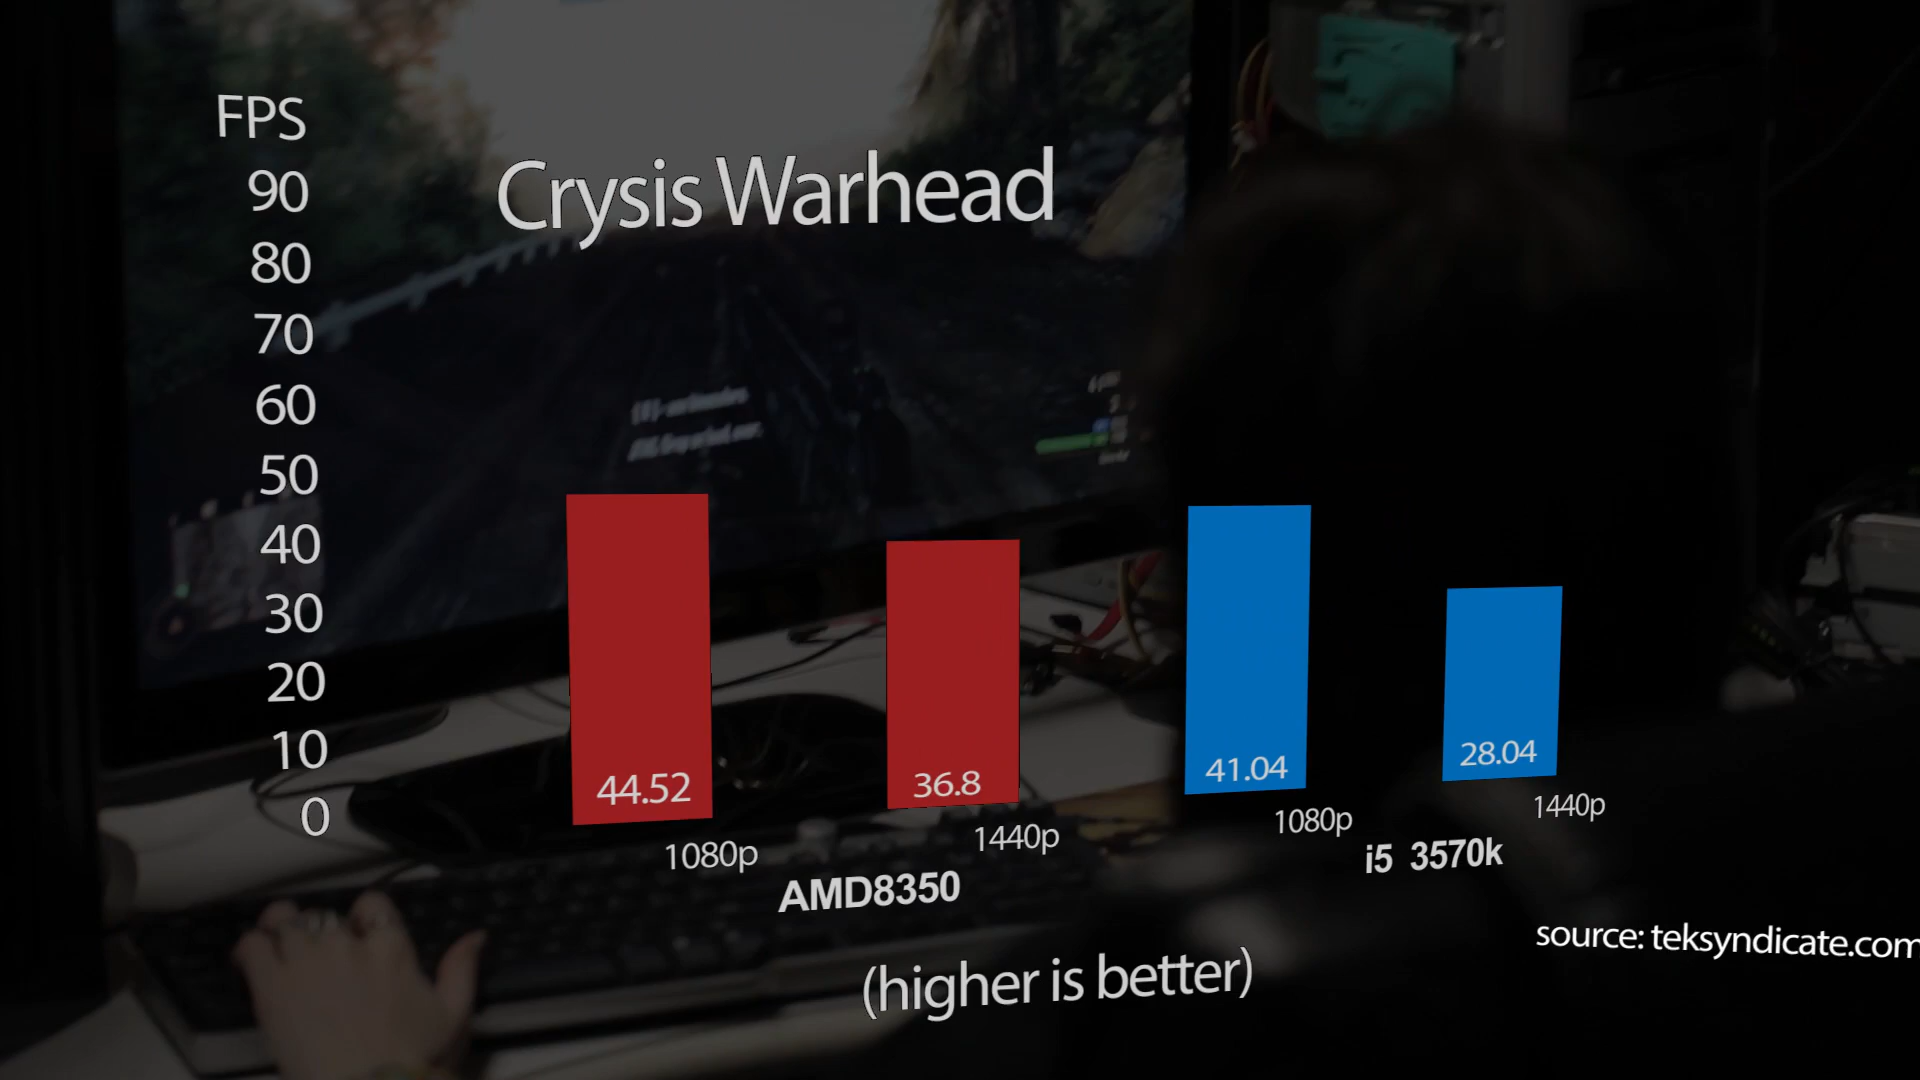 FPS
Crysis Warhead
90
80
70
60
50
40
30
20
10
0
44.52
36.8
41.04
28.04
1080p
1440p
1080p
1440p
AMD8350
i5 3570k
(higher is better)
source: teksyndicate.com